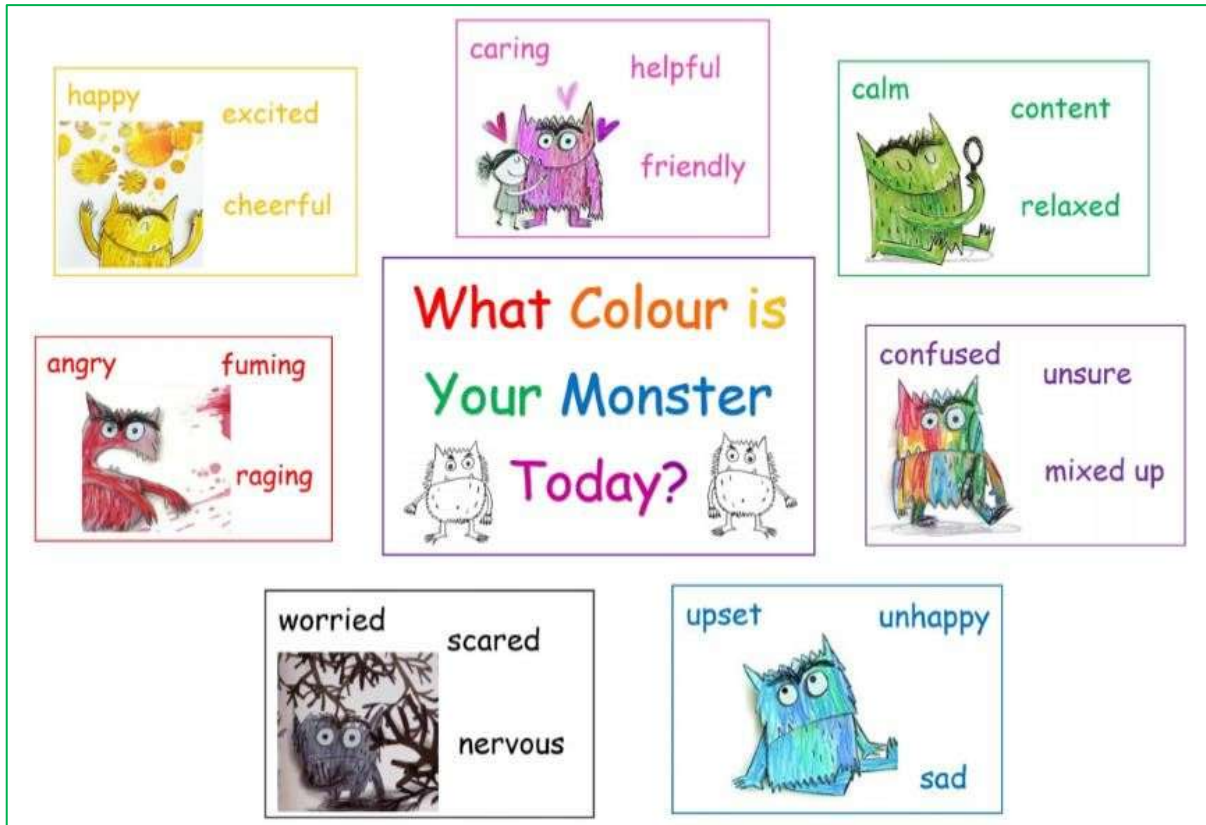 caring
helpful
friendly
happy
excited
cheerful
calm
content
relaxed
What Colour is
Your Monster
Today?
angry
fuming
raging
confused
unsure
mixed up
worried
scared
nervous
upset
unhappy
sad